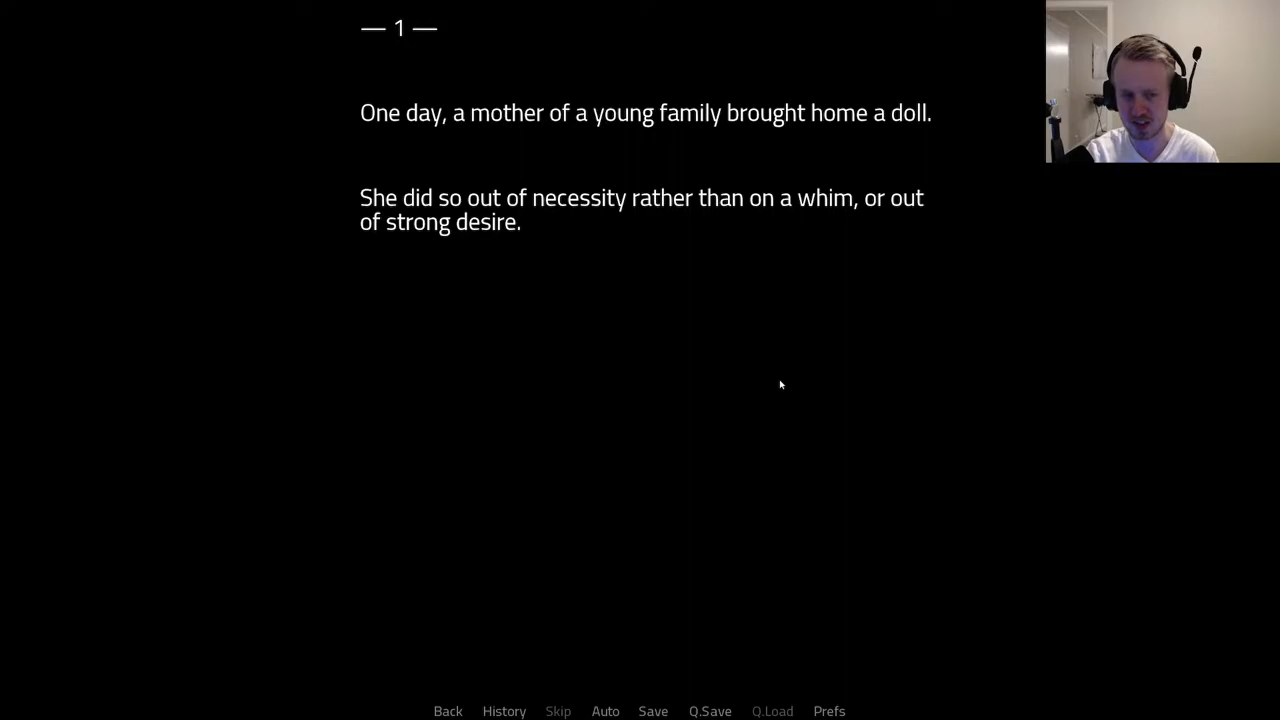 — 1 —
One day, a mother of a young family brought home a doll.
She did so out of necessity rather than on a whim, or out
of strong desire.
Back History Skip Auto Save Q.Save Q.Load Prefs